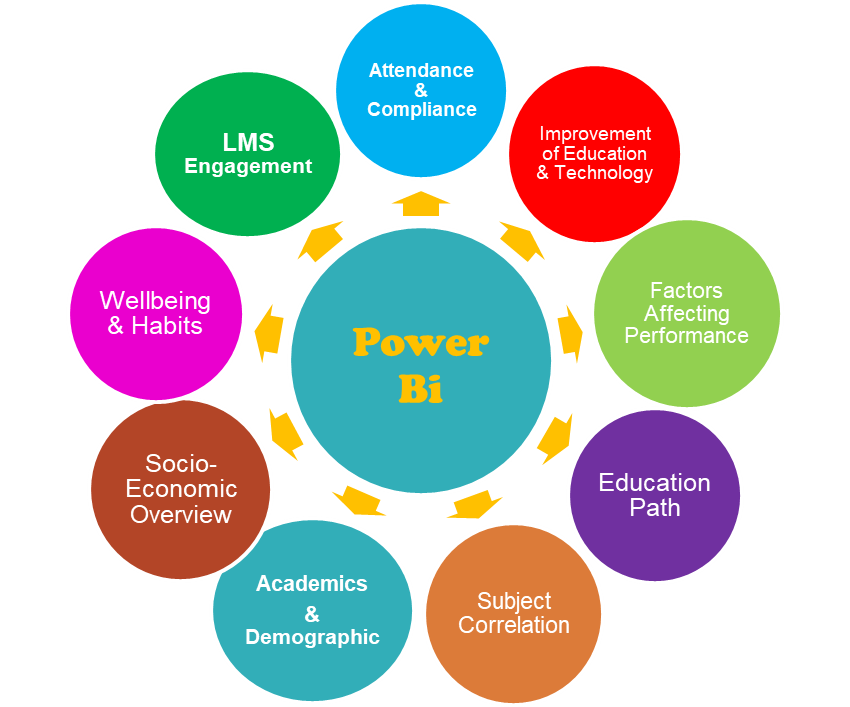 Attendance
&
Compliance
Improvement
of Education
& Technology
Factors
Affecting
Performance
Education
Path
Subject
Correlation
Academics
&
Demographic
Socio-
Economic
Overview
Wellbeing
& Habits
LMS
Engagement
Power
Bi